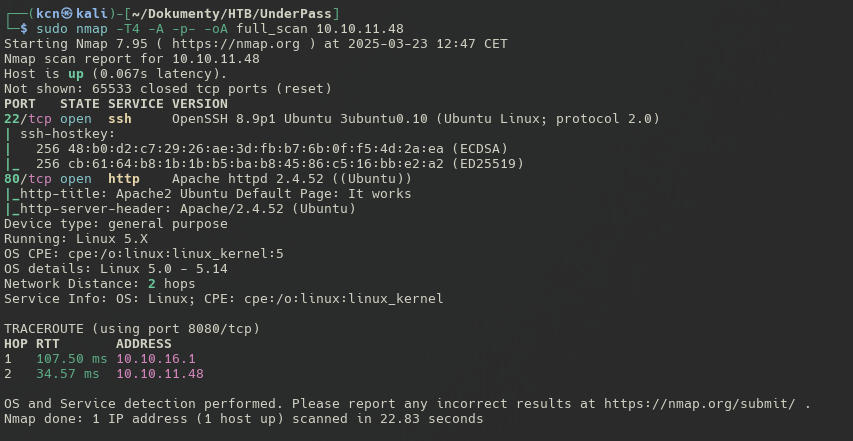 ┌──(kcn㉿kali)-[~/Dokumenty/HTB/UnderPass]
└─$ sudo nmap -T4 -A -p- -oA full_scan 10.10.11.48
Starting Nmap 7.95 ( https://nmap.org ) at 2025-03-23 12:47 CET
Nmap scan report for 10.10.11.48
Host is up (0.067s latency).
Not shown: 65533 closed tcp ports (reset)
PORT   STATE SERVICE VERSION
22/tcp open  ssh     OpenSSH 8.9p1 Ubuntu 3ubuntu0.10 (Ubuntu Linux; protocol 2.0)
| ssh-hostkey:
|   256 48:b0:d2:c7:29:26:ae:3d:fb:b7:6b:0f:f5:4d:2a:ea (ECDSA)
|_  256 cb:61:64:b8:1b:1b:b5:ba:b8:45:86:c5:16:bb:e2:a2 (ED25519)
80/tcp open  http    Apache httpd 2.4.52 ((Ubuntu))
|_http-title: Apache2 Ubuntu Default Page: It works
|_http-server-header: Apache/2.4.52 (Ubuntu)
Device type: general purpose
Running: Linux 5.X
OS CPE: cpe:/o:linux:linux_kernel:5
OS details: Linux 5.0 - 5.14
Network Distance: 2 hops
Service Info: OS: Linux; CPE: cpe:/o:linux:linux_kernel

TRACEROUTE (using port 8080/tcp)
HOP RTT       ADDRESS
1   107.50 ms 10.10.16.1
2   34.57 ms  10.10.11.48

OS and Service detection performed. Please report any incorrect results at https://nmap.org/submit/ .
Nmap done: 1 IP address (1 host up) scanned in 22.83 seconds